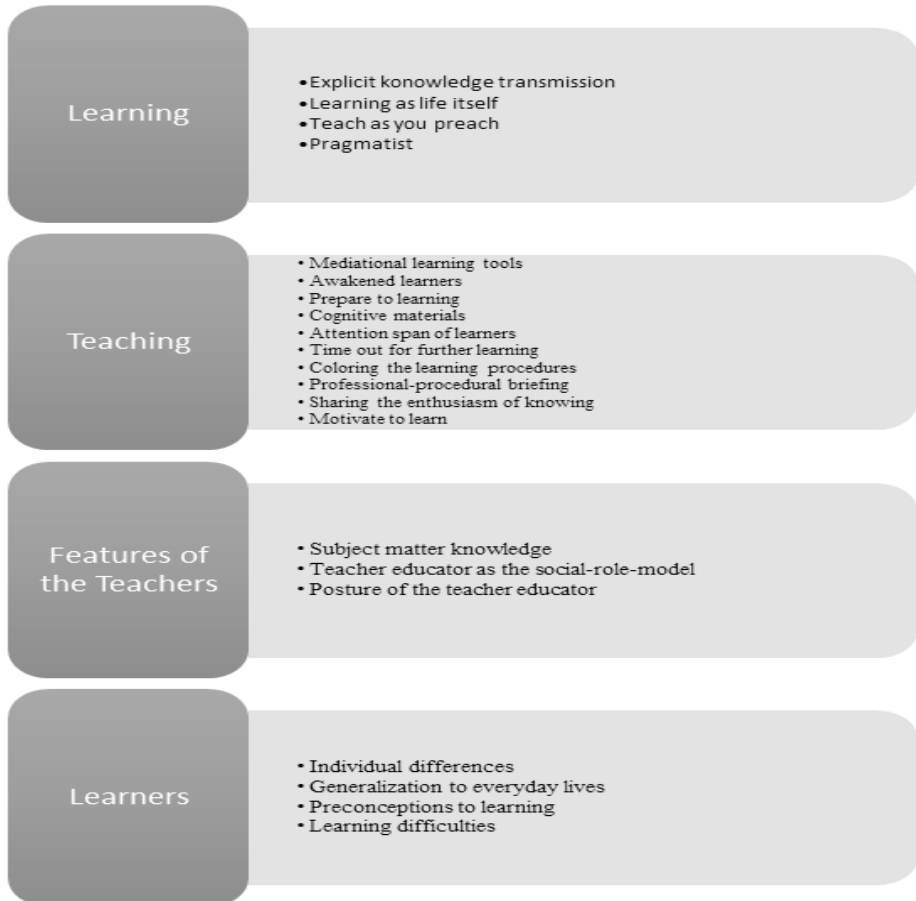 Learning
•Explicit konowledge transmission
•Learning as life itself
•Teach as you preach
•Pragmatist
Teaching
• Mediational learning tools
• Awakened learners
• Prepare to learning
• Cognitive materials
• Attention span of learners
• Time out for further learning
• Coloring the learning procedures
• Professional-procedural briefing
• Sharing the enthusiasm of knowing
• Motivate to learn
Features of
the Teachers
• Subject matter knowledge
• Teacher educator as the social-role-model
• Posture of the teacher educator
Learners
• Individual differences
• Generalization to everyday lives
• Preconceptions to learning
• Learning difficulties